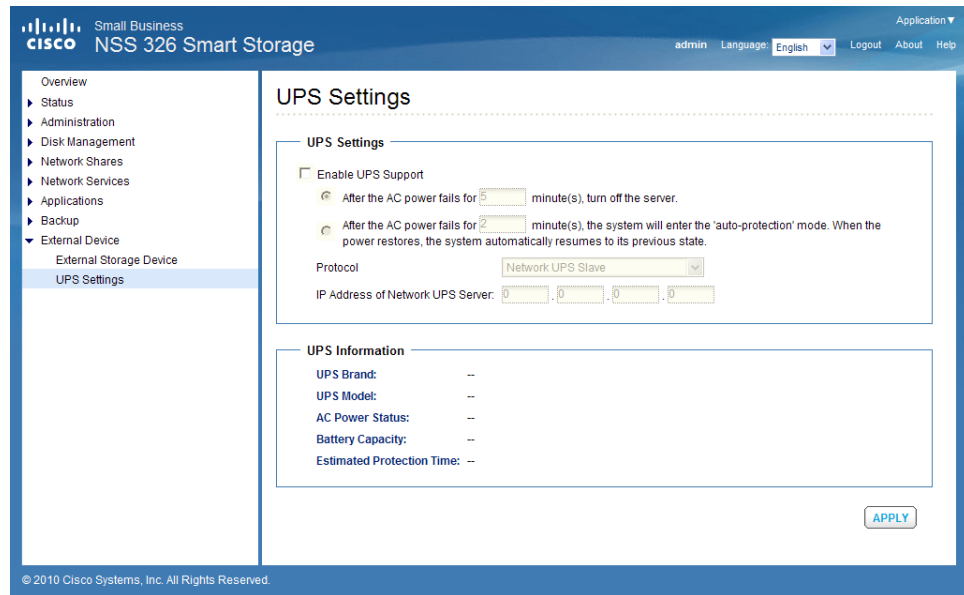 Small Business
CISCO NSS 326 Smart Storage
Application ▼
admin Language: English Logout About Help
Overview
Status
Administration
Disk Management
Network Shares
Network Services
Applications
Backup
External Device
External Storage Device
UPS Settings
UPS Settings
UPS Settings
Enable UPS Support
After the AC power fails for 5 minute(s), turn off the server.
After the AC power fails for 2 minute(s), the system will enter the 'auto-protection' mode. When the
power restores, the system automatically resumes to its previous state.
Protocol Network UPS Slave
IP Address of Network UPS Server: 0 . 0 . 0 . 0
UPS Information
UPS Brand: --
UPS Model: --
AC Power Status: --
Battery Capacity: --
Estimated Protection Time: --
APPLY
© 2010 Cisco Systems, Inc. All Rights Reserved.